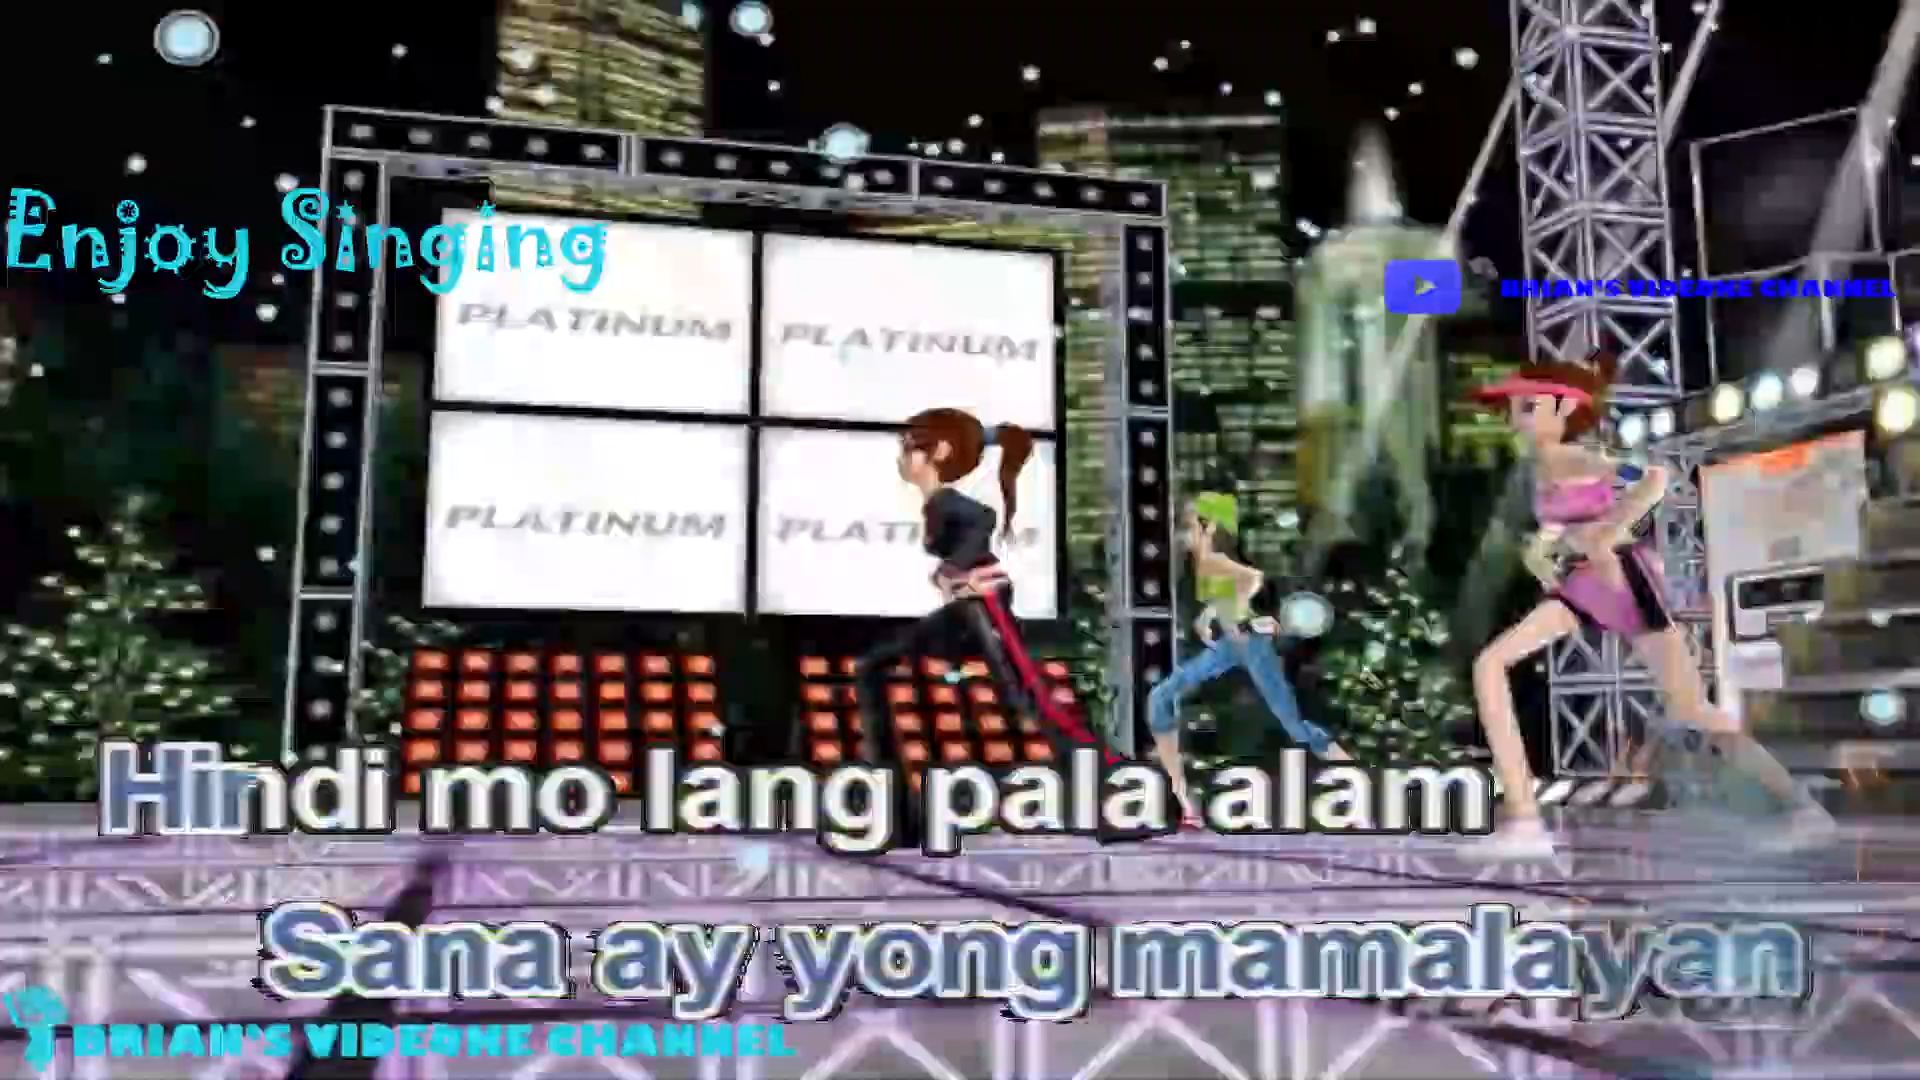 Enjoy Singing
PLATINUM PLATINUM
BRIAN'S VIDEOKE CHANNEL
PLATINUM PLATINUM
Hindi mo lang pala alam
Sana ay yong mamalayan
BRIAN'S VIDEOKE CHANNEL